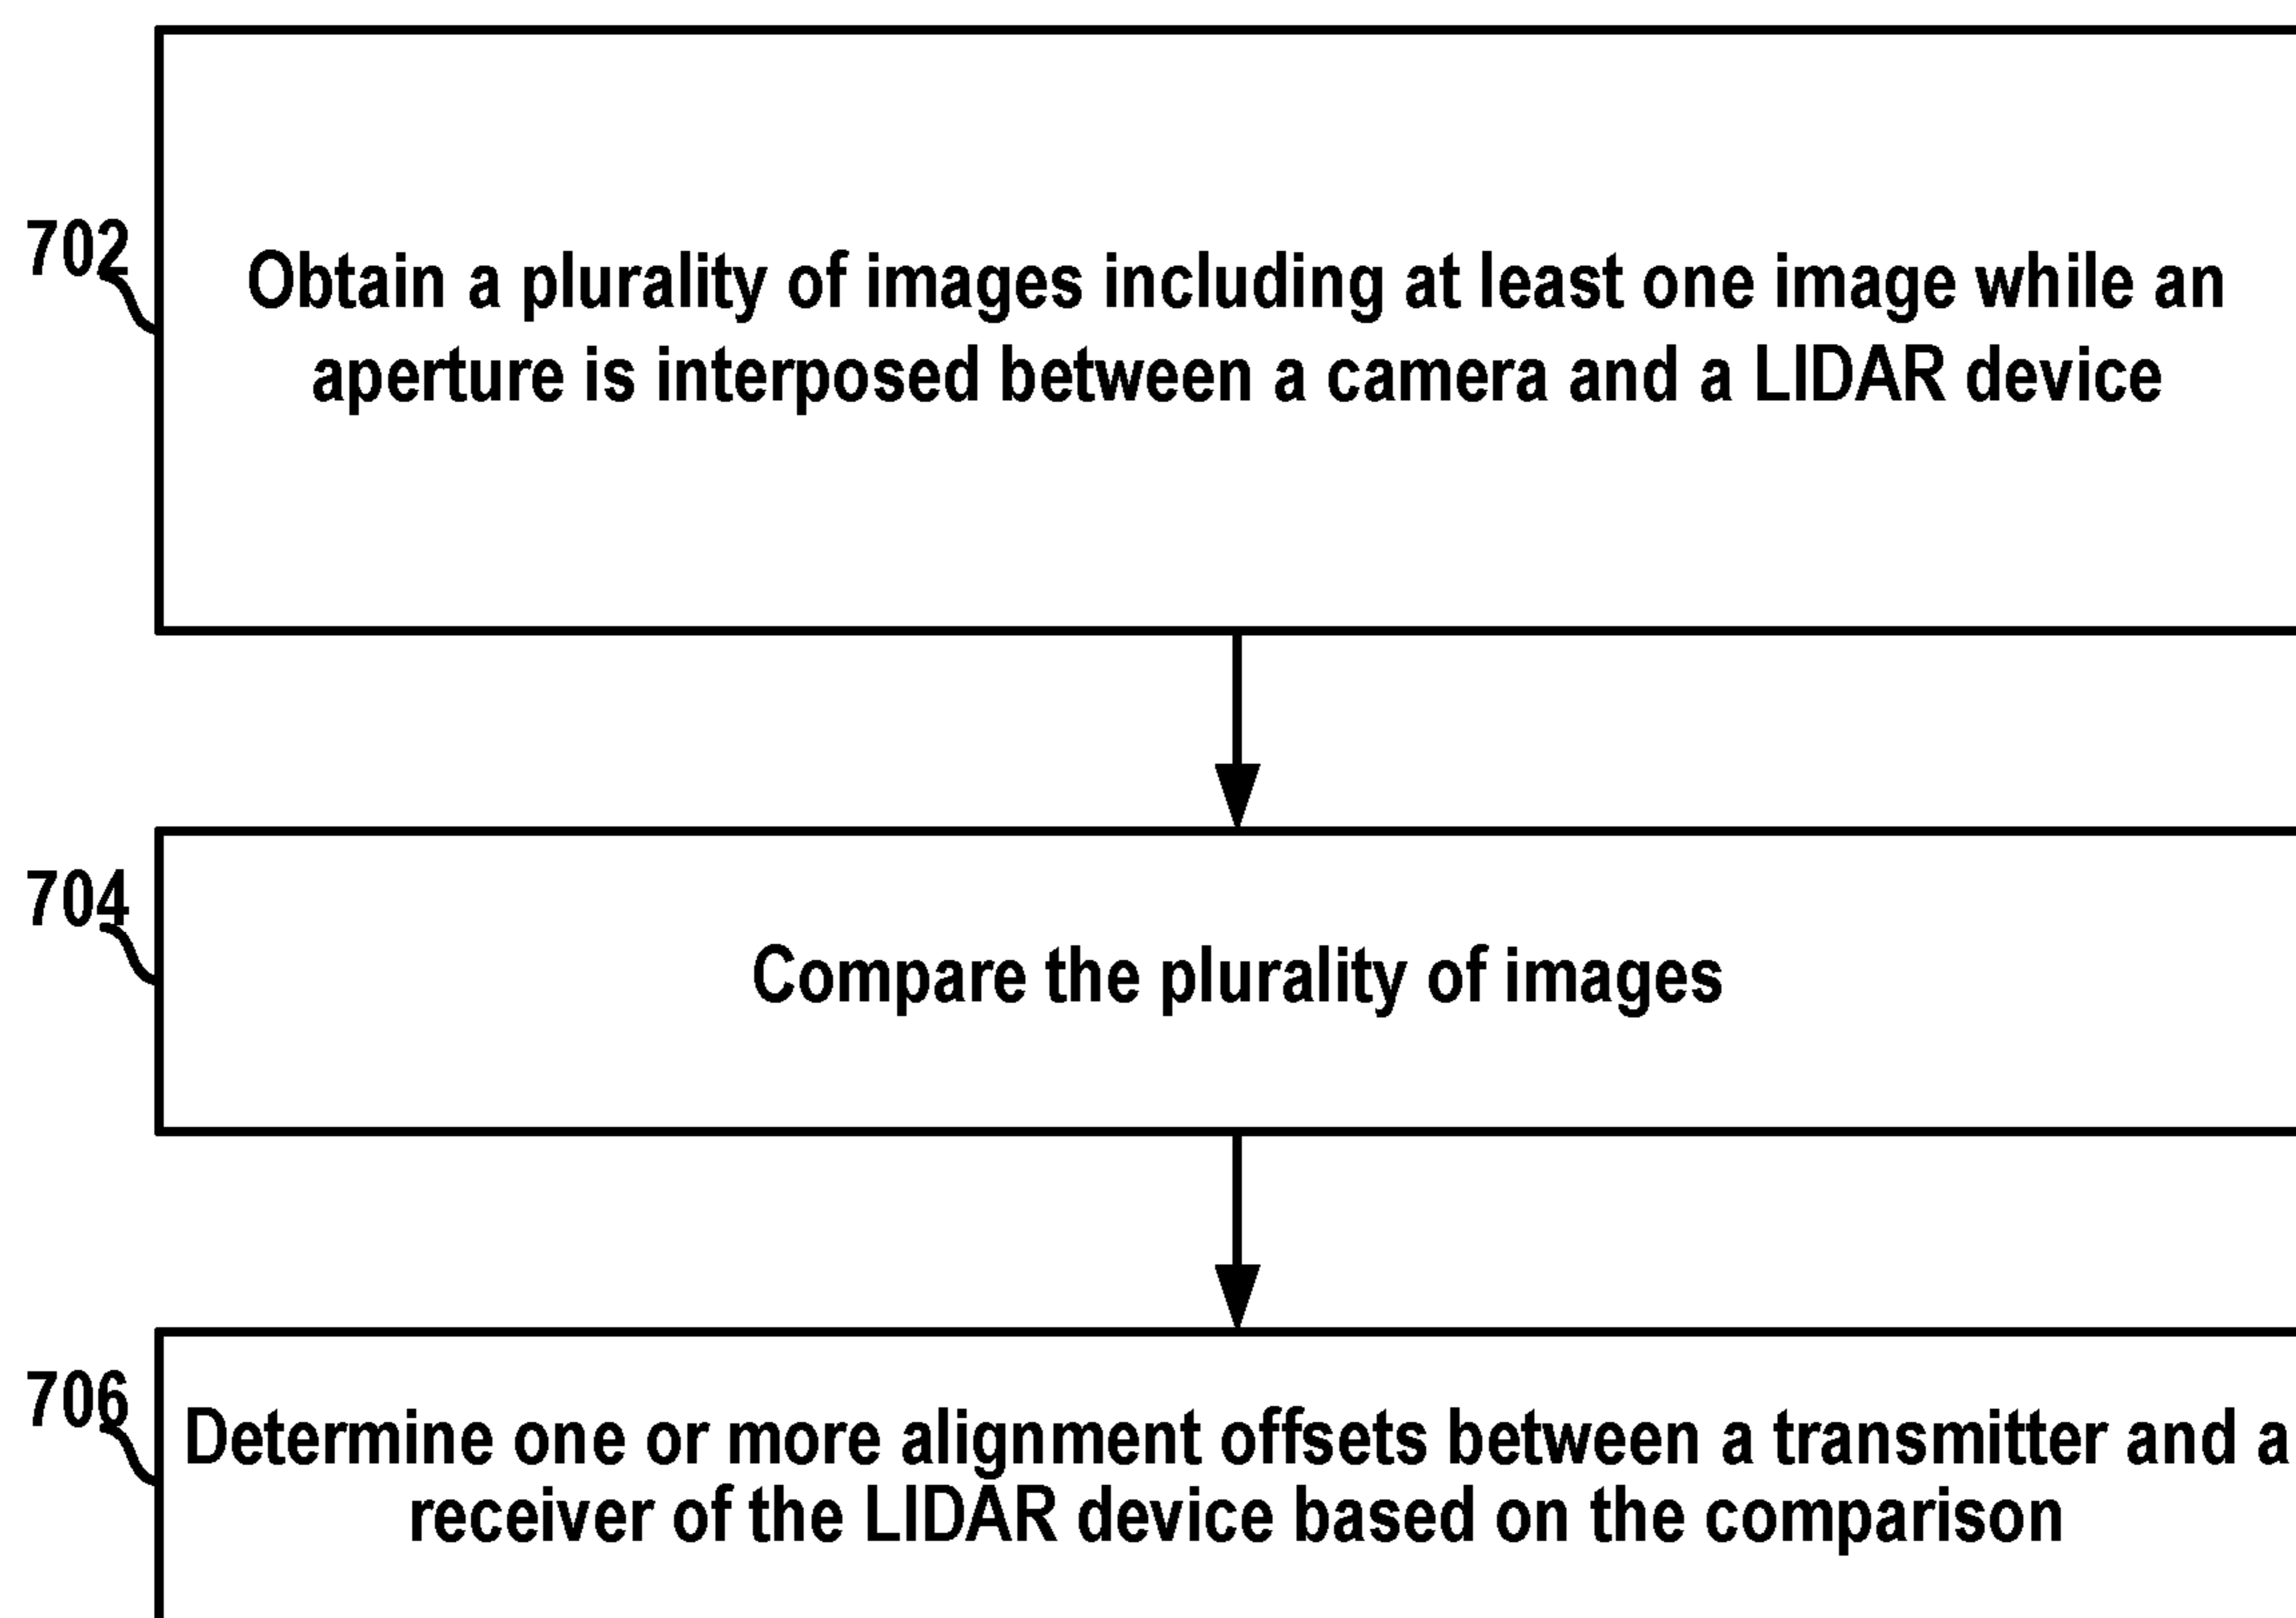 702
Obtain a plurality of images including at least one image while an
aperture is interposed between a camera and a LIDAR device
704
Compare the plurality of images
706
Determine one or more alignment offsets between a transmitter and a
receiver of the LIDAR device based on the comparison